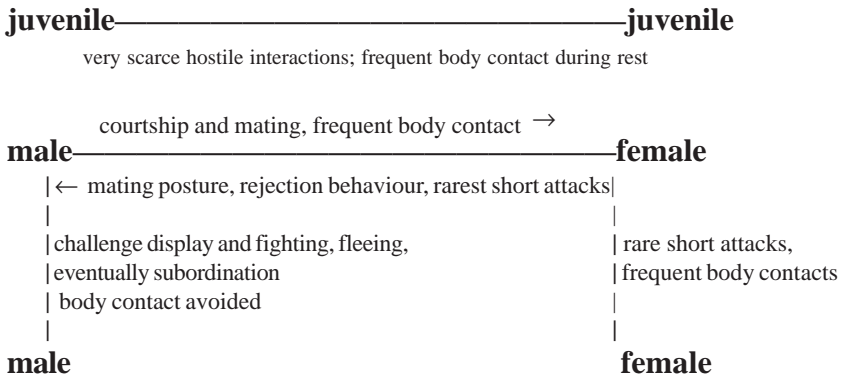 juvenile————————————————juvenile
very scarce hostile interactions; frequent body contact during rest
courtship and mating, frequent body contact →
male—————————————————female
|← mating posture, rejection behaviour, rarest short attacks|
| |
|challenge display and fighting, fleeing, | rare short attacks,
|eventually subordination |frequent body contacts
| body contact avoided |
| |
male female